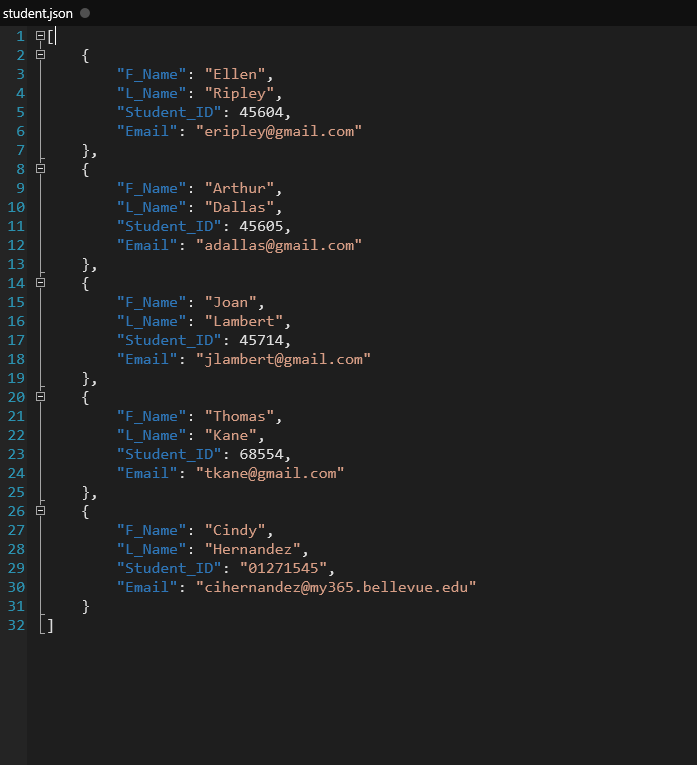 student.json
1 [
2 {
3 "F_Name": "Ellen",
4 "L_Name": "Ripley",
5 "Student_ID": 45604,
6 "Email": "eripley@gmail.com"
7 },
8 {
9 "F_Name": "Arthur",
10 "L_Name": "Dallas",
11 "Student_ID": 45605,
12 "Email": "adallas@gmail.com"
13 },
14 {
15 "F_Name": "Joan",
16 "L_Name": "Lambert",
17 "Student_ID": 45714,
18 "Email": "jlambert@gmail.com"
19 },
20 {
21 "F_Name": "Thomas",
22 "L_Name": "Kane",
23 "Student_ID": 68554,
24 "Email": "tkane@gmail.com"
25 },
26 {
27 "F_Name": "Cindy",
28 "L_Name": "Hernandez",
29 "Student_ID": "01271545",
30 "Email": "cihernandez@my365.bellevue.edu"
31 }
32 ]